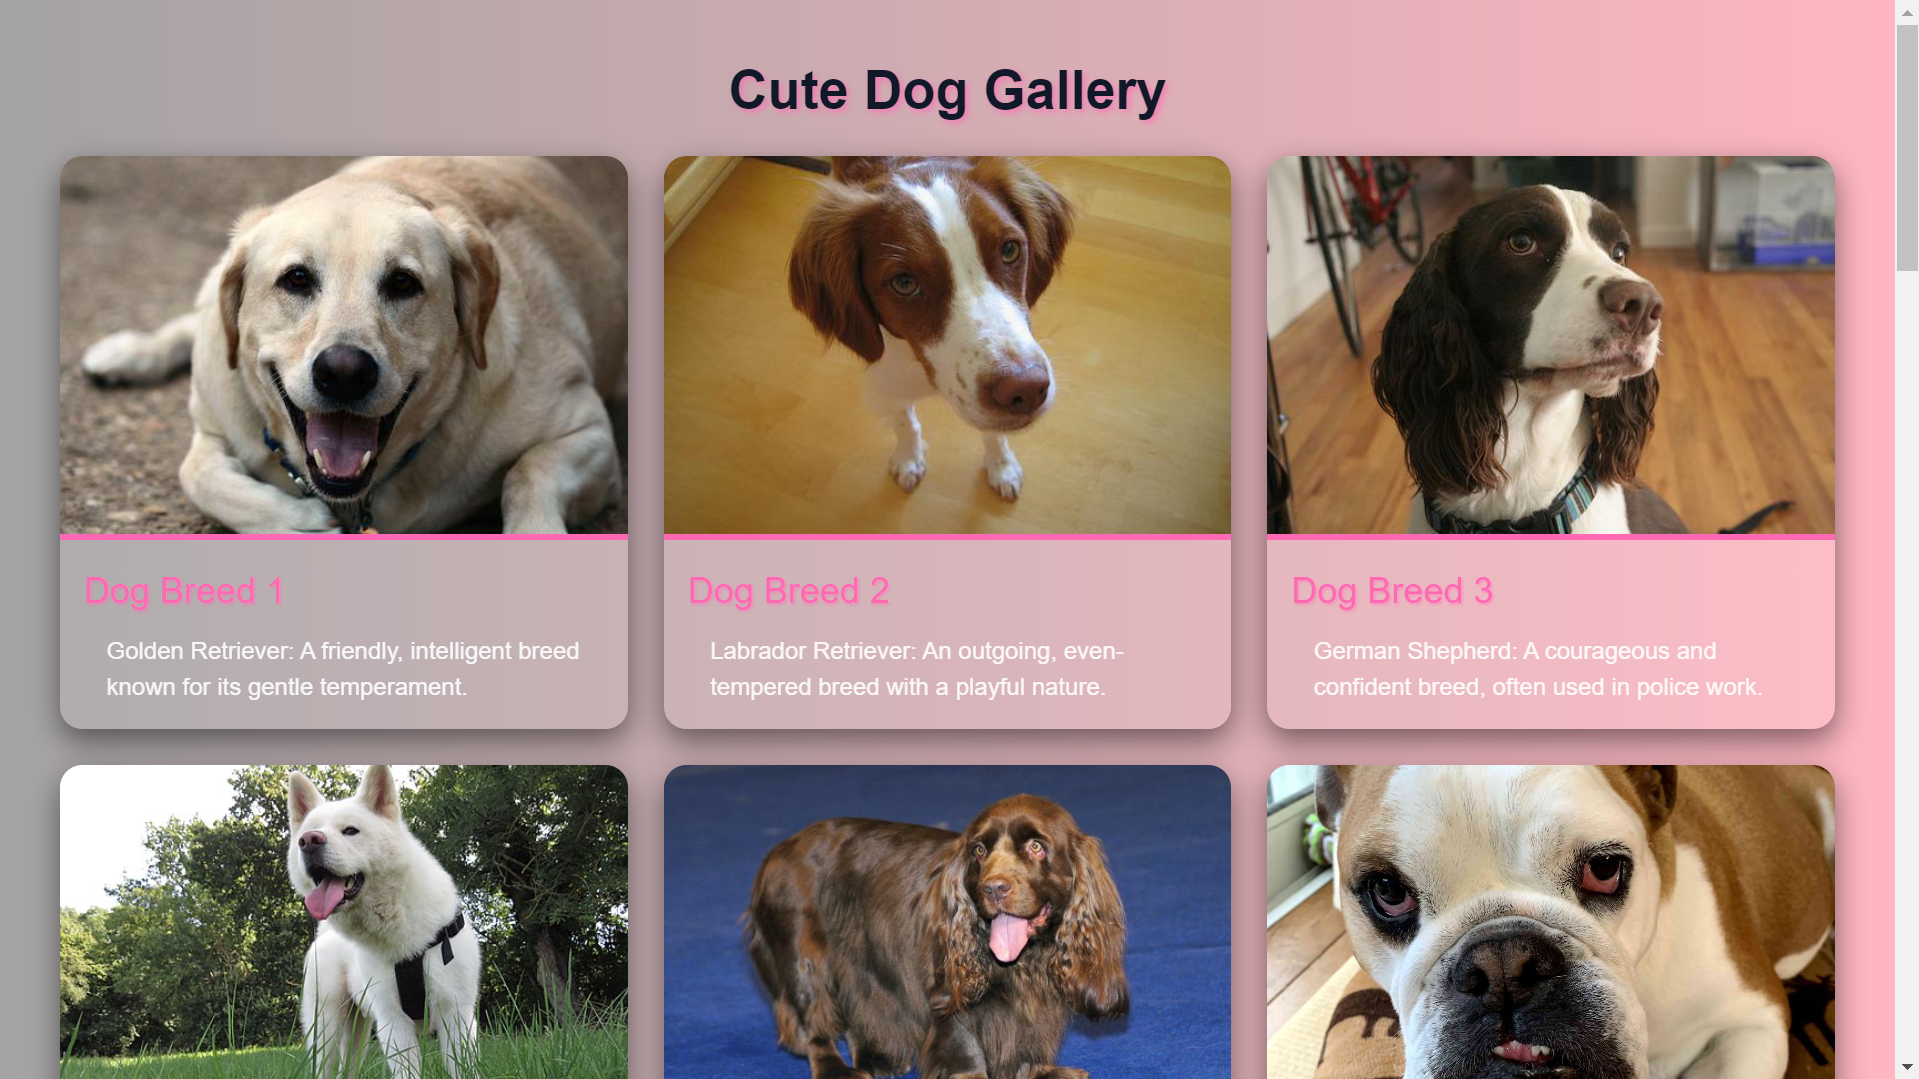 Cute Dog Gallery
Dog Breed 1
Golden Retriever: A friendly, intelligent breed
known for its gentle temperament.
Dog Breed 2
Labrador Retriever: An outgoing, even-
tempered breed with a playful nature.
Dog Breed 3
German Shepherd: A courageous and
confident breed, often used in police work.